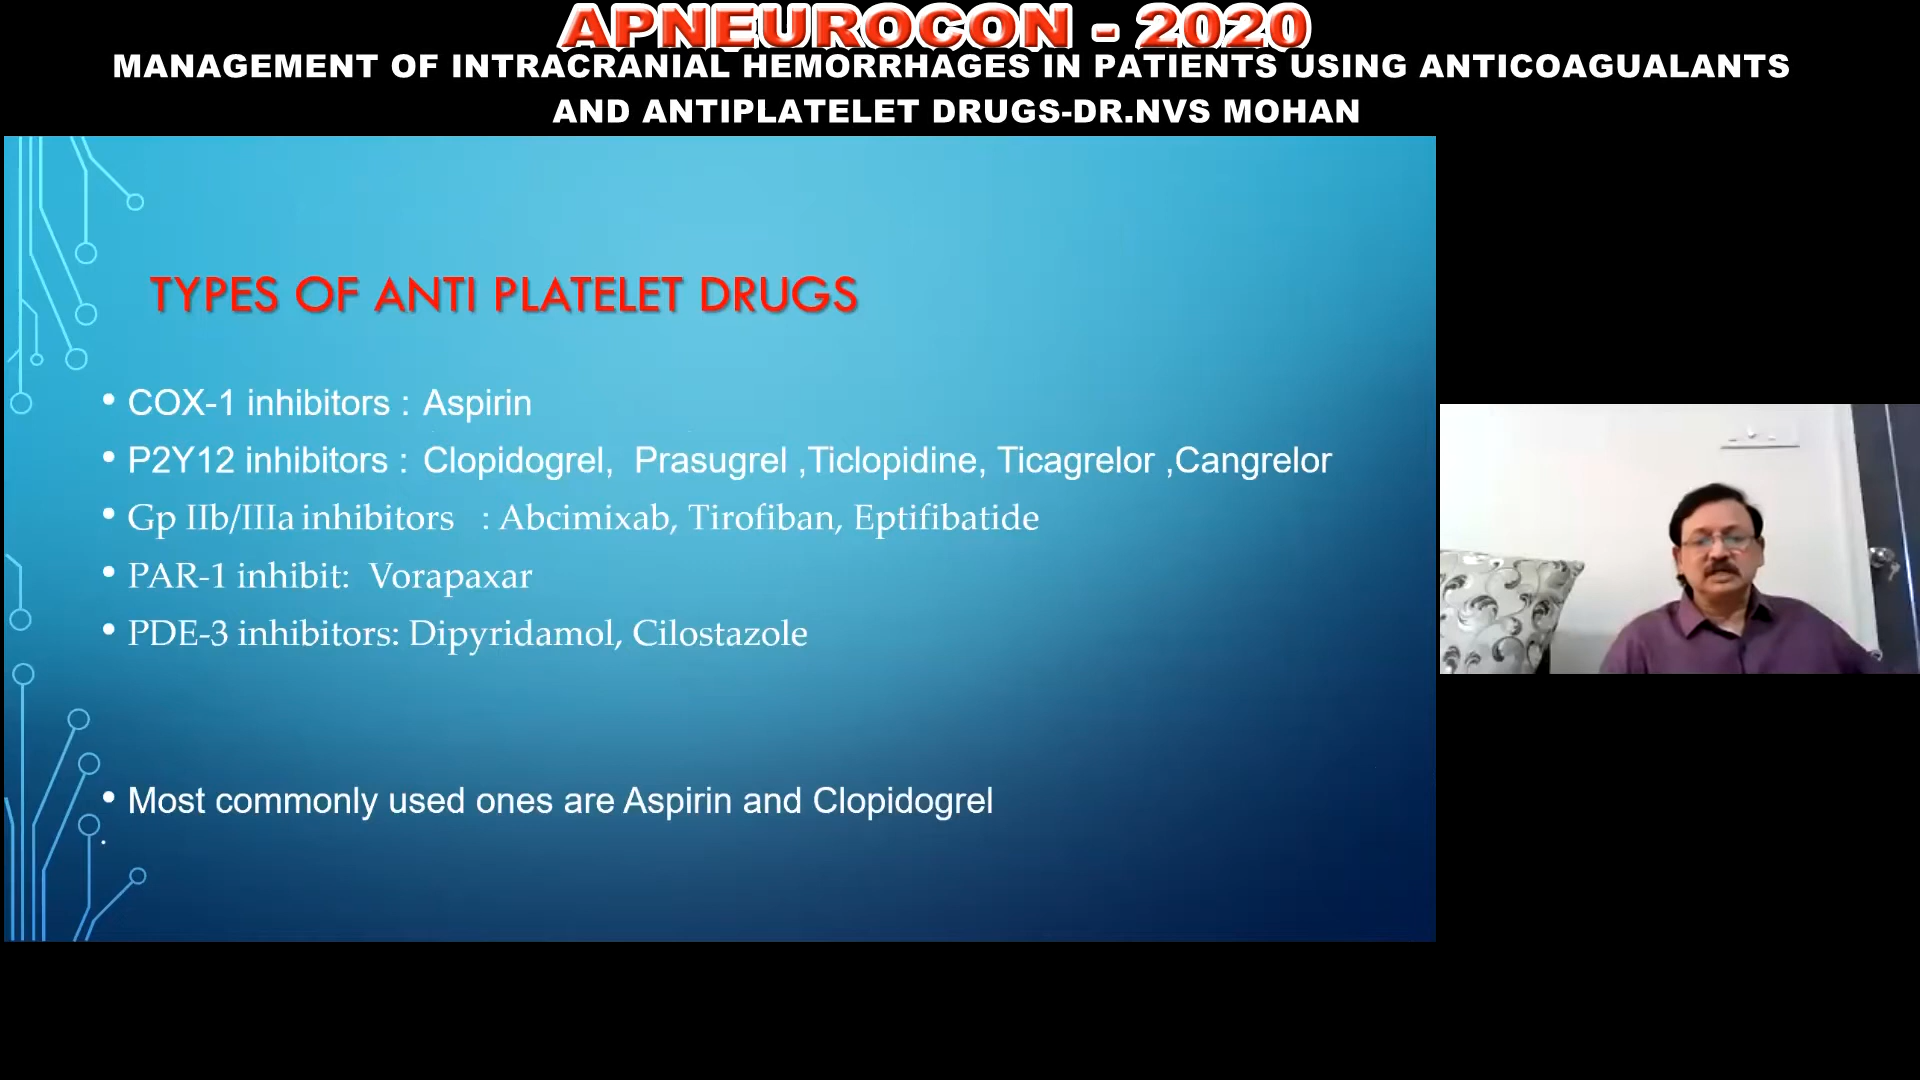 APNEUROCON - 2020
MANAGEMENT OF INTRACRANIAL HEMORRHAGES IN PATIENTS USING ANTICOAGUALANTS
AND ANTIPLATELET DRUGS-DR.NVS MOHAN
TYPES OF ANTI PLATELET DRUGS
• COX-1 inhibitors : Aspirin
• P2Y12 inhibitors : Clopidogrel, Prasugrel ,Ticlopidine, Ticagrelor ,Cangrelor
• Gp IIb/IIIa inhibitors : Abcimixab, Tirofiban, Eptifibatide
• PAR-1 inhibit: Vorapaxar
• PDE-3 inhibitors: Dipyridamol, Cilostazole
• Most commonly used ones are Aspirin and Clopidogrel
.